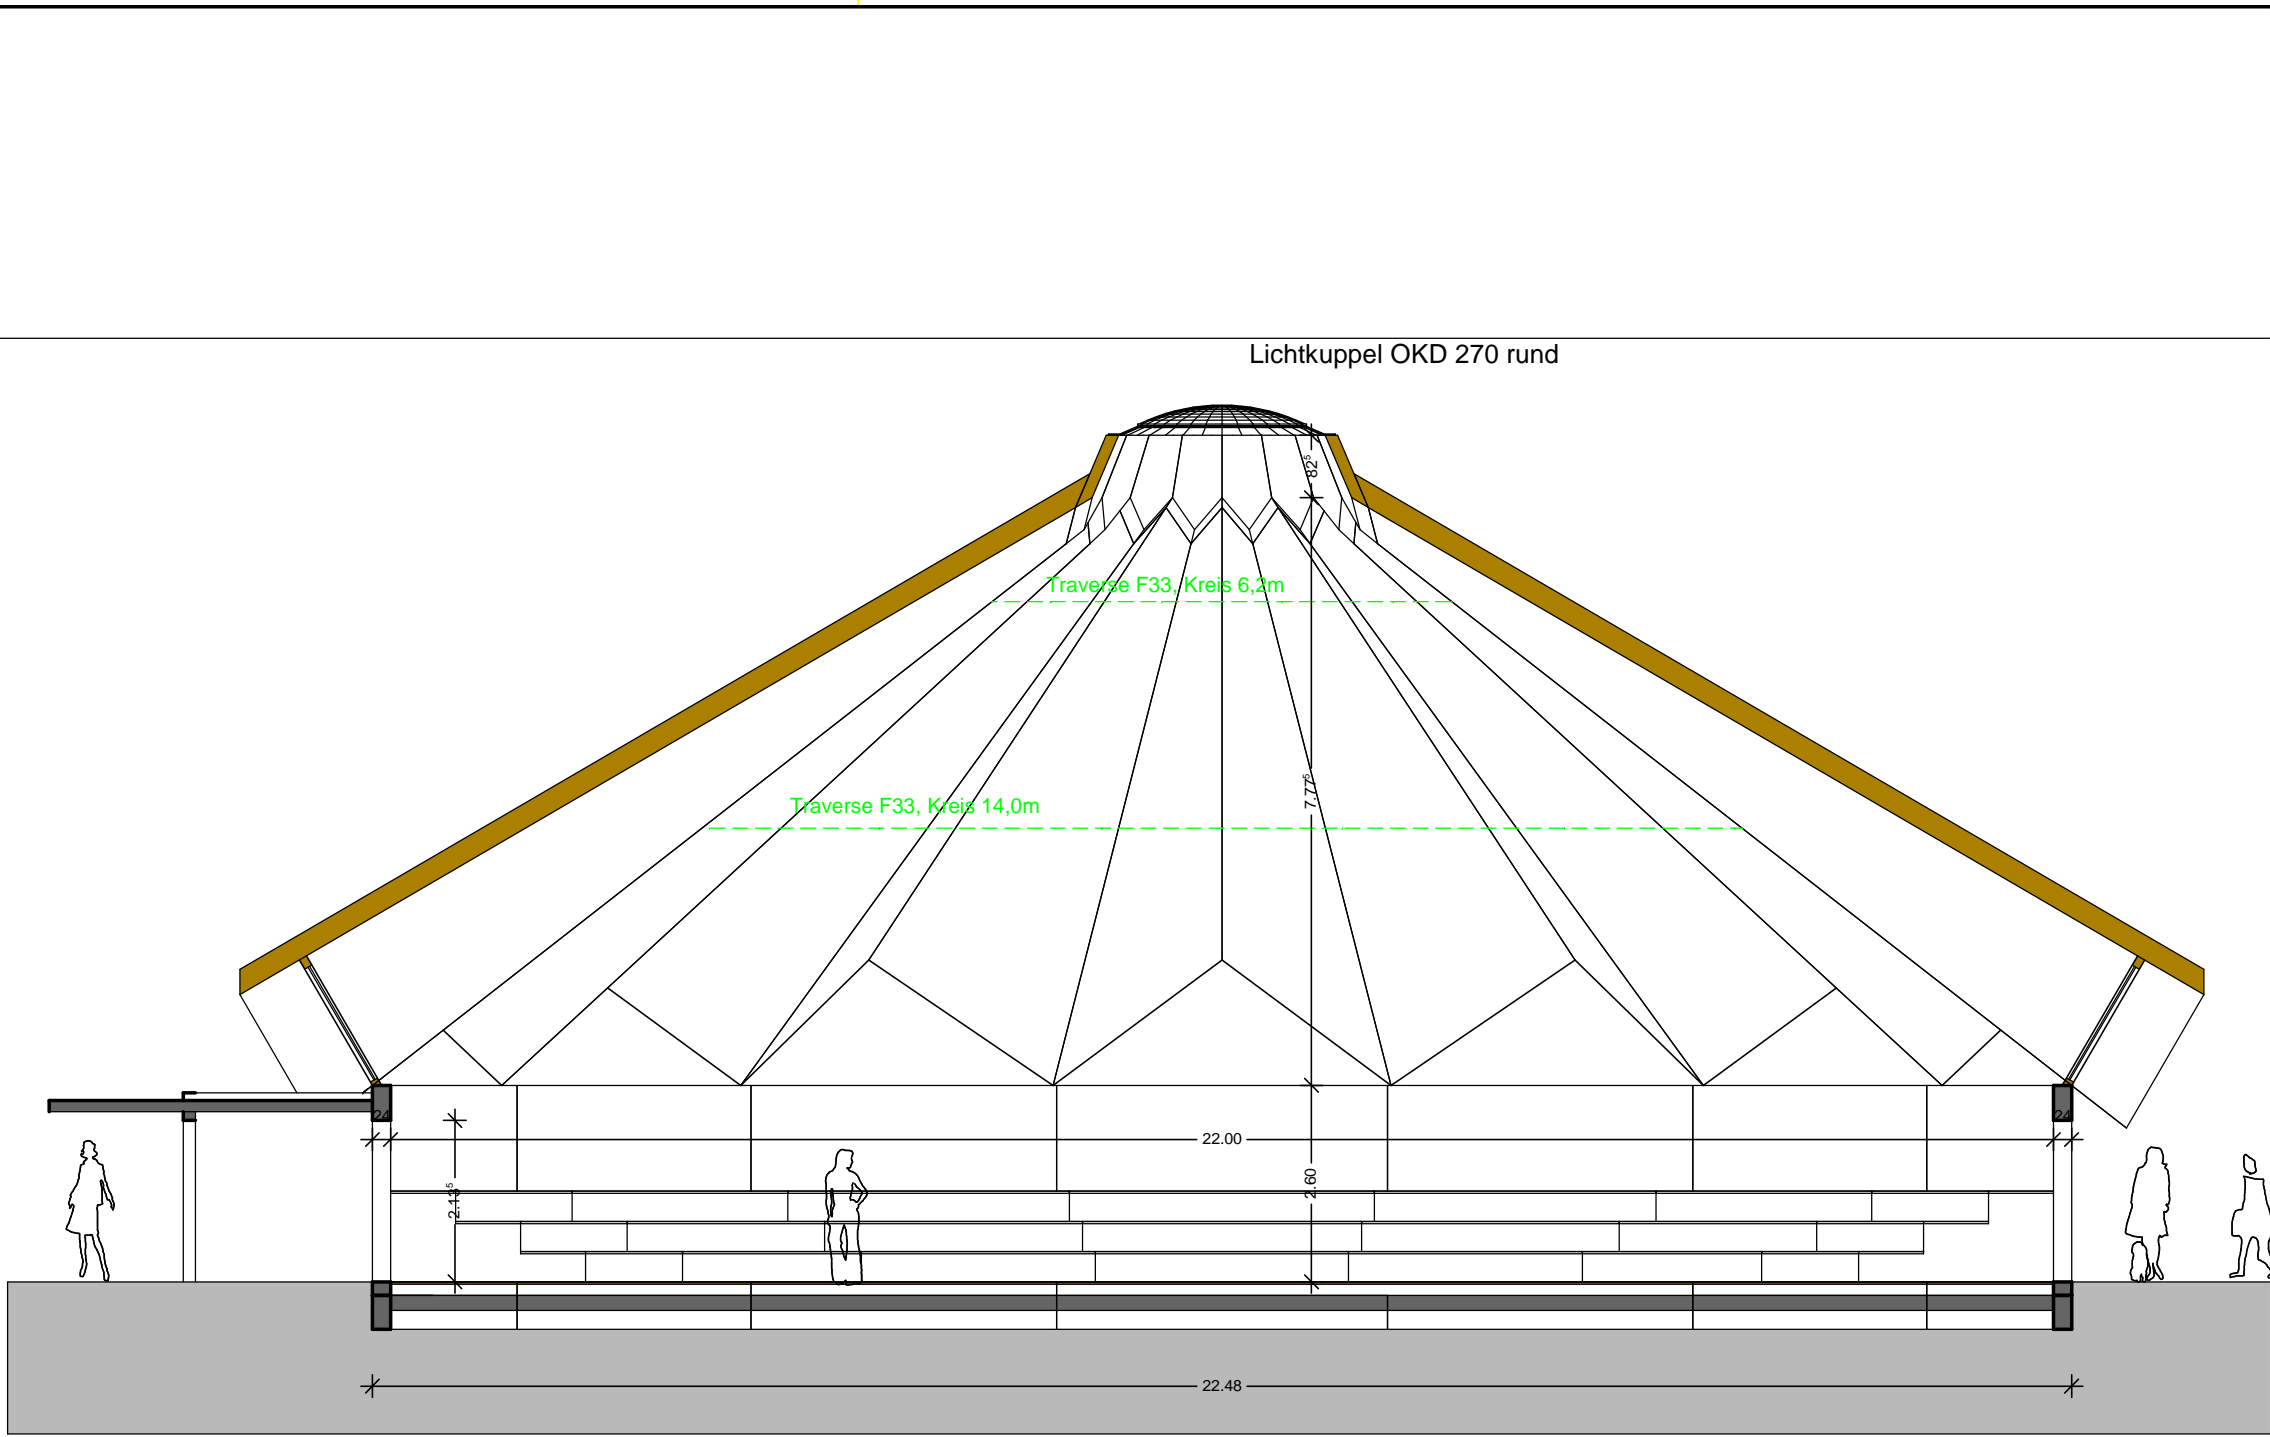 Lichtkuppel OKD 270 rund
82⁵
Traverse F33, Kreis 6,2m
7.77⁵
Traverse F33, Kreis 14,0m
24
24
22.00
2.13⁵
2.60
22.48